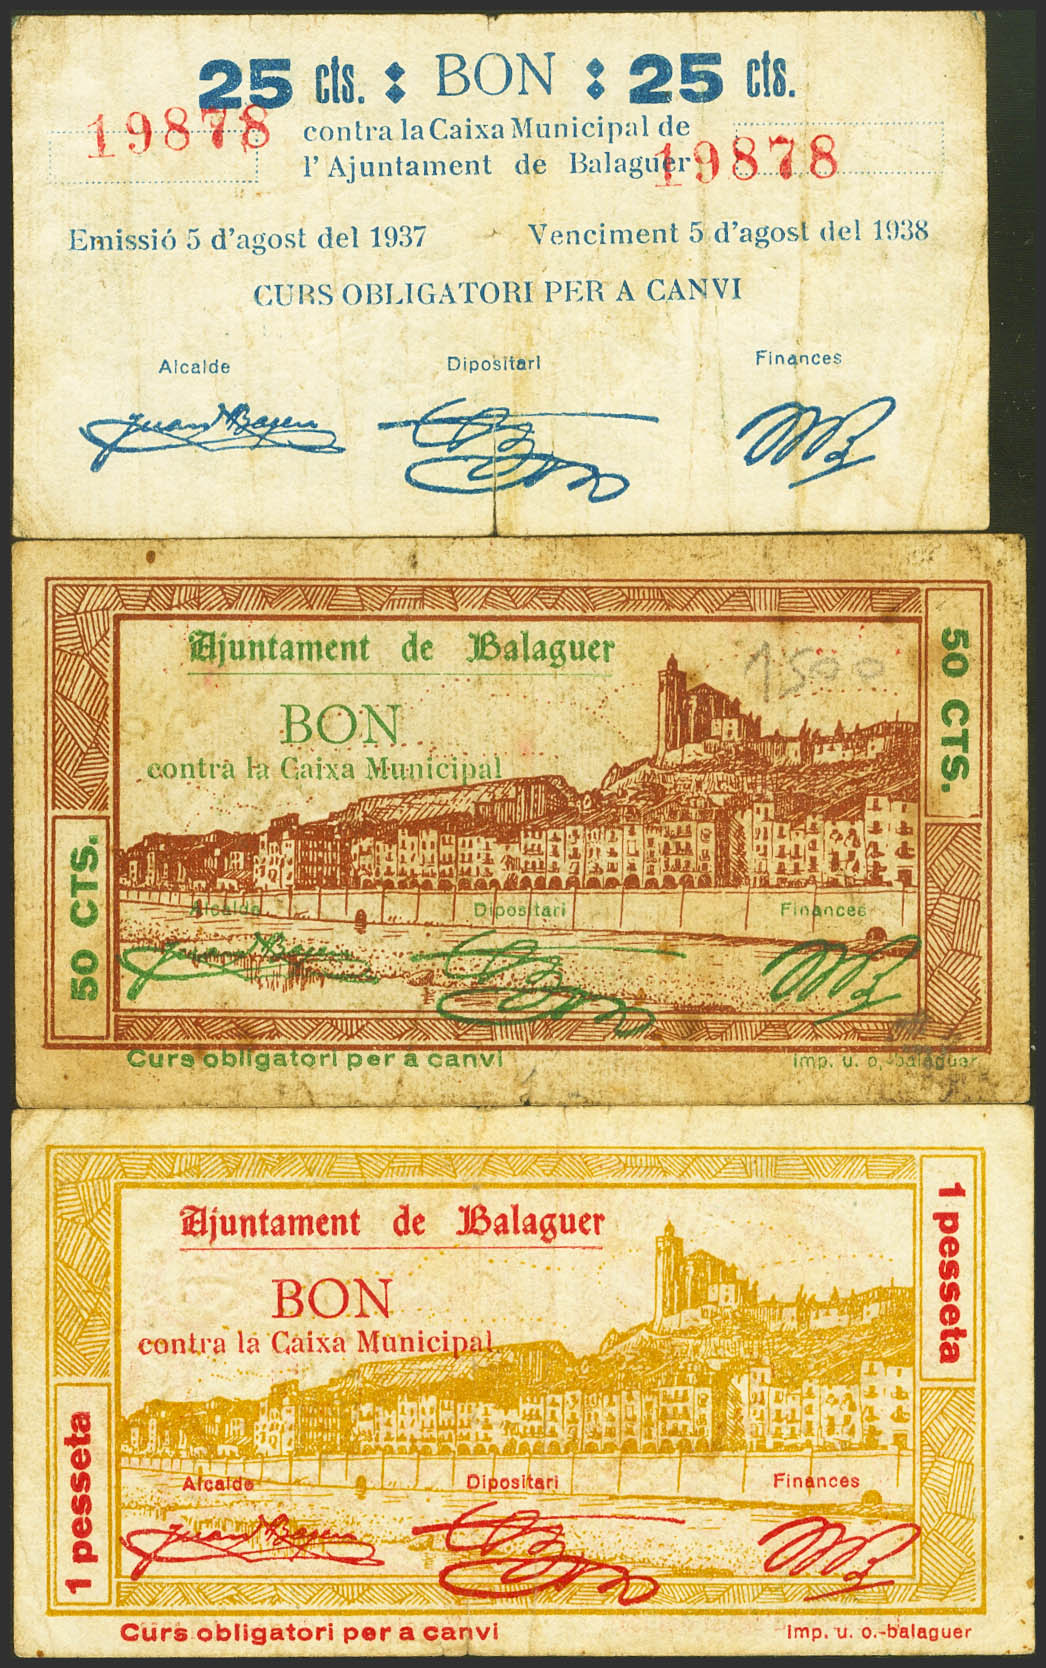 25 cts. : BON : 25 cts.
19878
contra la Caixa Municipal de
l'Ajuntament de Balaguer
19878
Emissió 5 d'agost del 1937
Venciment 5 d'agost del 1938
CURS OBLIGATORI PER A CANVI
Alcalde
Dipositari
Finances
Juan Bagen
Ajuntament de Balaguer
1500
BON
contra la Caixa Municipal
50 CTS.
50 CTS.
Alcalde
Dipositari
Finances
Curs obligatori per a canvi
imp. u. o.-balaguer
Ajuntament de Balaguer
BON
contra la Caixa Municipal
1 pesseta
1 pesseta
Alcalde
Dipositari
Finances
Curs obligatori per a canvi
imp. u. o.-balaguer